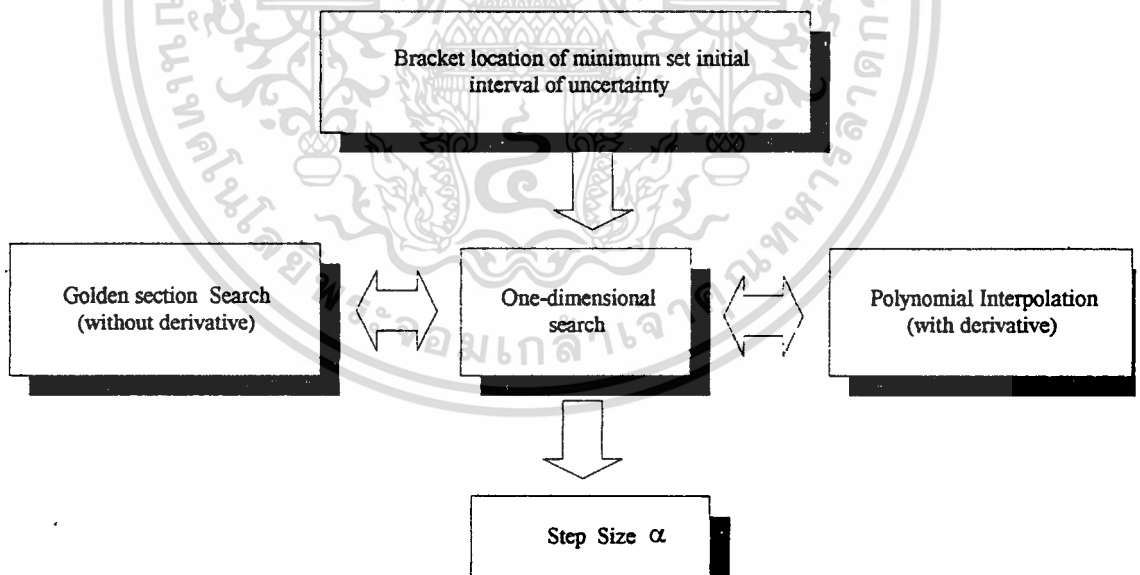 Bracket location of minimum set initial
interval of uncertainty
Golden section Search
(without derivative)
One-dimensional
search
Polynomial Interpolation
(with derivative)
Step Size α